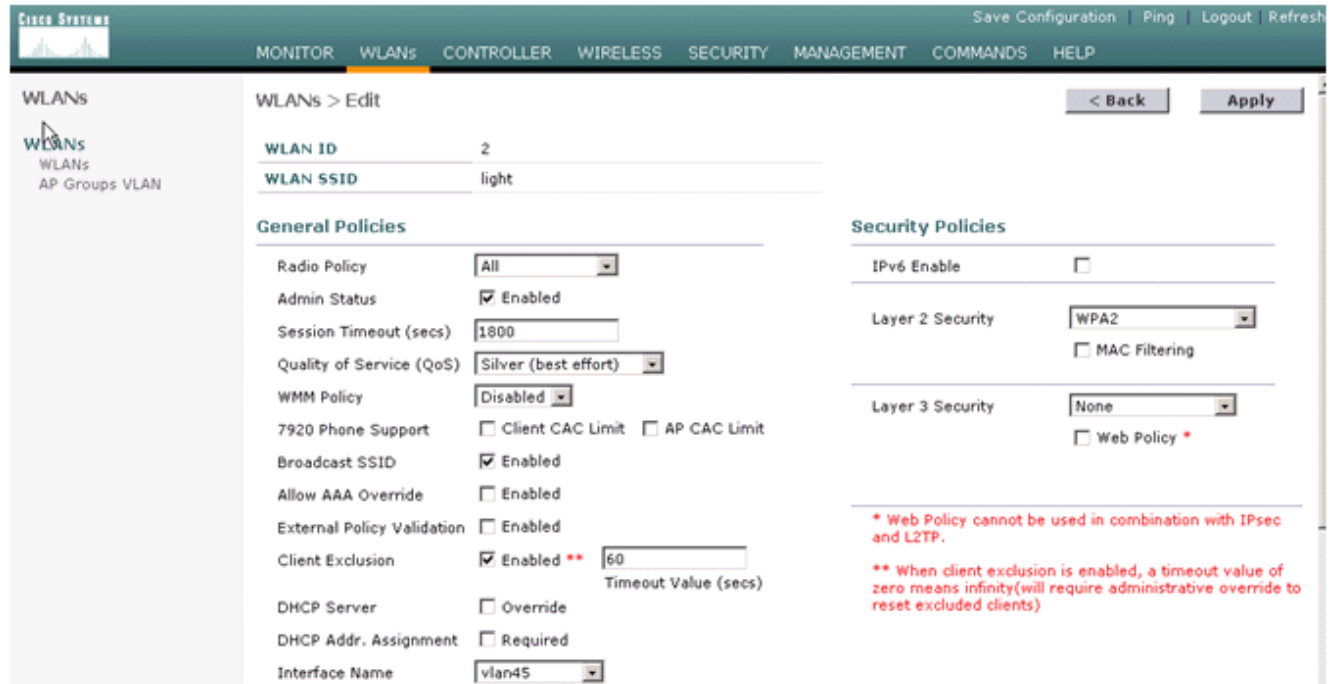 CISCO SYSTEMS
Save Configuration | Ping | Logout | Refresh
MONITOR WLANs CONTROLLER WIRELESS SECURITY MANAGEMENT COMMANDS HELP
WLANs
WLANs
WLANs
AP Groups VLAN
WLANs > Edit
< Back
Apply
WLAN ID 2
WLAN SSID light
General Policies
Radio Policy All
Admin Status Enabled
Session Timeout (secs) 1800
Quality of Service (QoS) Silver (best effort)
WMM Policy Disabled
7920 Phone Support Client CAC Limit AP CAC Limit
Broadcast SSID Enabled
Allow AAA Override Enabled
External Policy Validation Enabled
Client Exclusion Enabled ** 60
Timeout Value (secs)
DHCP Server Override
DHCP Addr. Assignment Required
Interface Name vlan45
Security Policies
IPv6 Enable
Layer 2 Security WPA2
MAC Filtering
Layer 3 Security None
Web Policy *
* Web Policy cannot be used in combination with IPsec
and L2TP.
** When client exclusion is enabled, a timeout value of
zero means infinity(will require administrative override to
reset excluded clients)